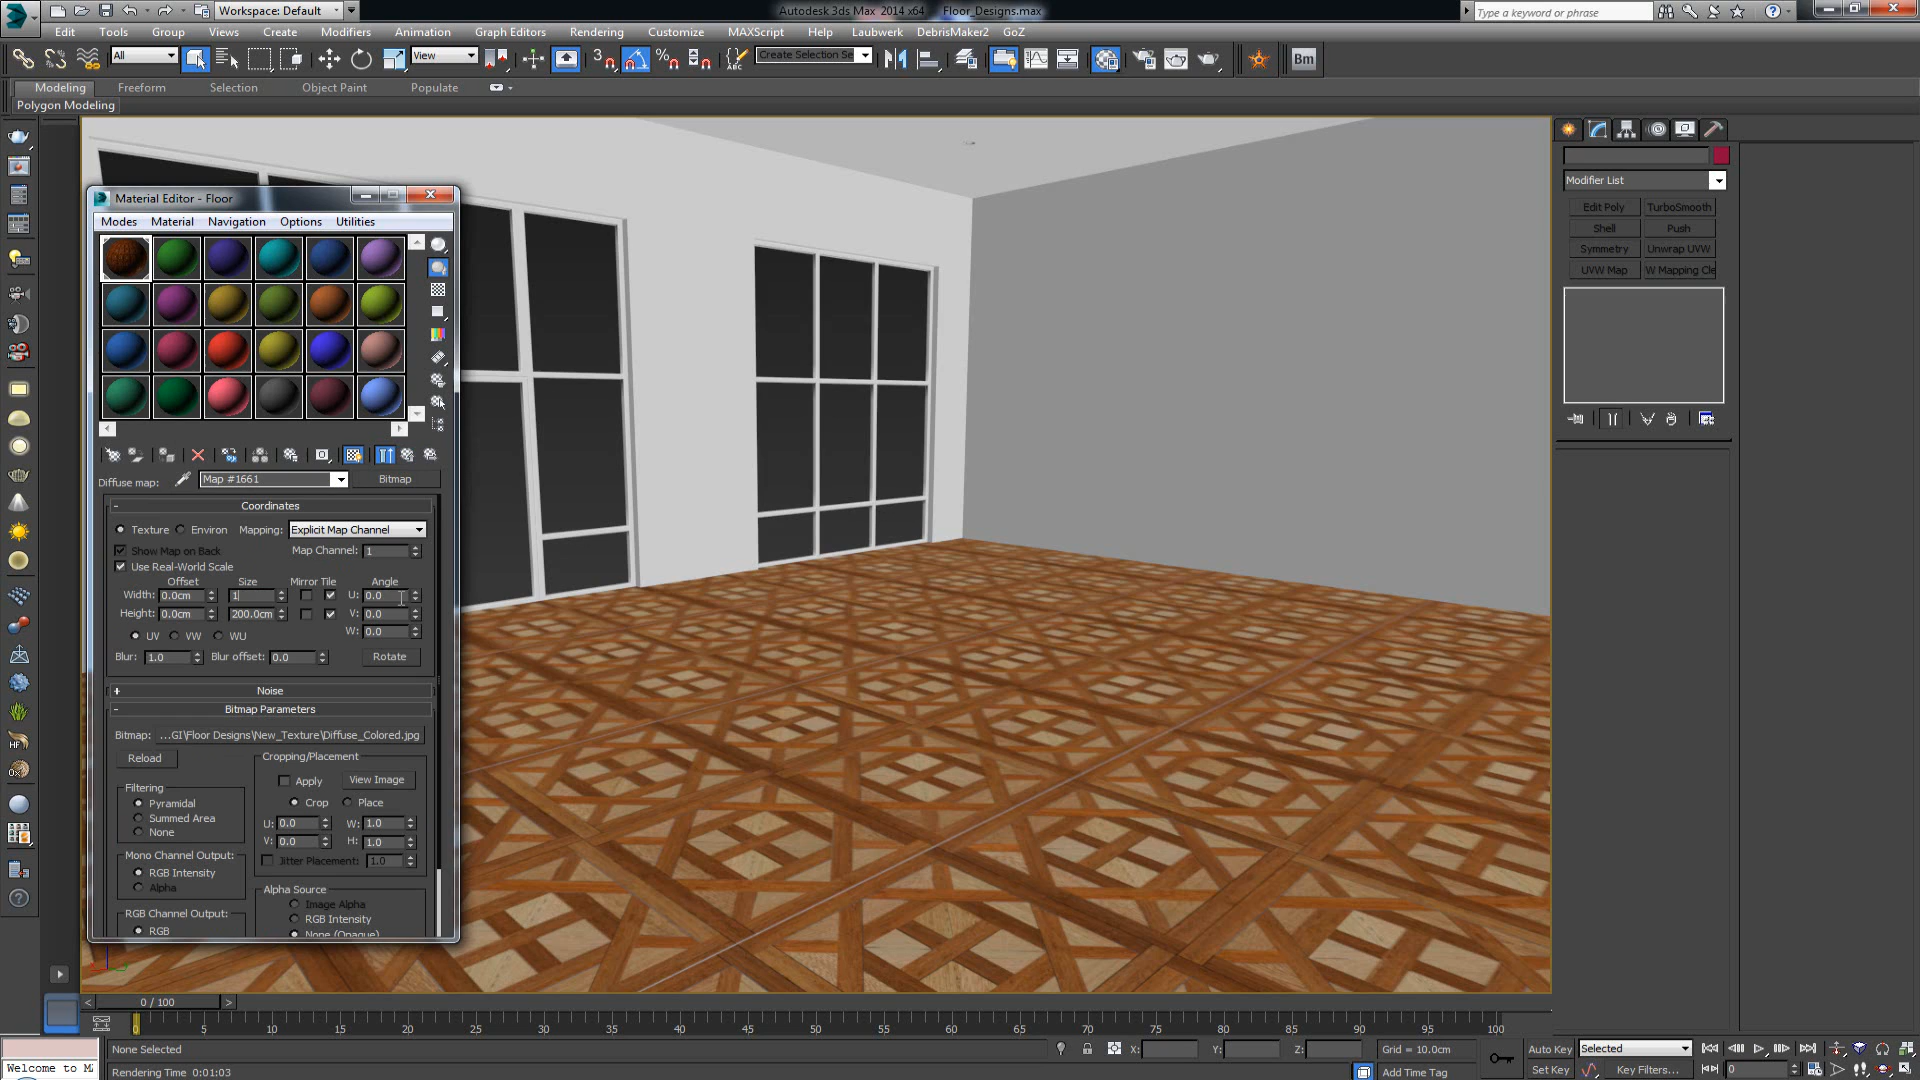 Workspace: Default
Autodesk 3ds Max 2014 x64 Floor_Designs.max
Type a keyword or phrase
Edit Tools Group Views Create Modifiers Animation Graph Editors Rendering Customize MAXScript Help Laubwerk DebrisMaker2 GoZ
All View 3 Create Selection Se Bm
Modeling Freeform Selection Object Paint Populate
Polygon Modeling
Material Editor - Floor
Modes Material Navigation Options Utilities
Diffuse map: Map #1661 Bitmap
- Coordinates
Texture Environ Mapping: Explicit Map Channel
Show Map on Back Map Channel: 1
Use Real-World Scale
Offset Size Mirror Tile Angle
Width: 0.0cm 1 U: 0.0
Height: 0.0cm 200.0cm V: 0.0
W: 0.0
UV VW WU
Blur: 1.0 Blur offset: 0.0 Rotate
+ Noise
- Bitmap Parameters
Bitmap: ...GI\Floor Designs\New_Texture\Diffuse_Colored.jpg
Reload
Cropping/Placement
Apply View Image
Crop Place
U: 0.0 W: 1.0
V: 0.0 H: 1.0
Jitter Placement: 1.0
Filtering
Pyramidal
Summed Area
None
Mono Channel Output:
RGB Intensity
Alpha
RGB Channel Output:
RGB
Alpha Source
Image Alpha
RGB Intensity
None (Opaque)
Modifier List
Edit Poly TurboSmooth
Shell Push
Symmetry Unwrap UVW
UVW Map W Mapping Cle
HF
< 0 / 100 >
0 5 10 15 20 25 30 35 40 45 50 55 60 65 70 75 80 85 90 95 100
None Selected X: Y: Z: Grid = 10.0cm Auto Key Selected
Welcome to MA Rendering Time 0:01:03 Add Time Tag Set Key Key Filters... 0